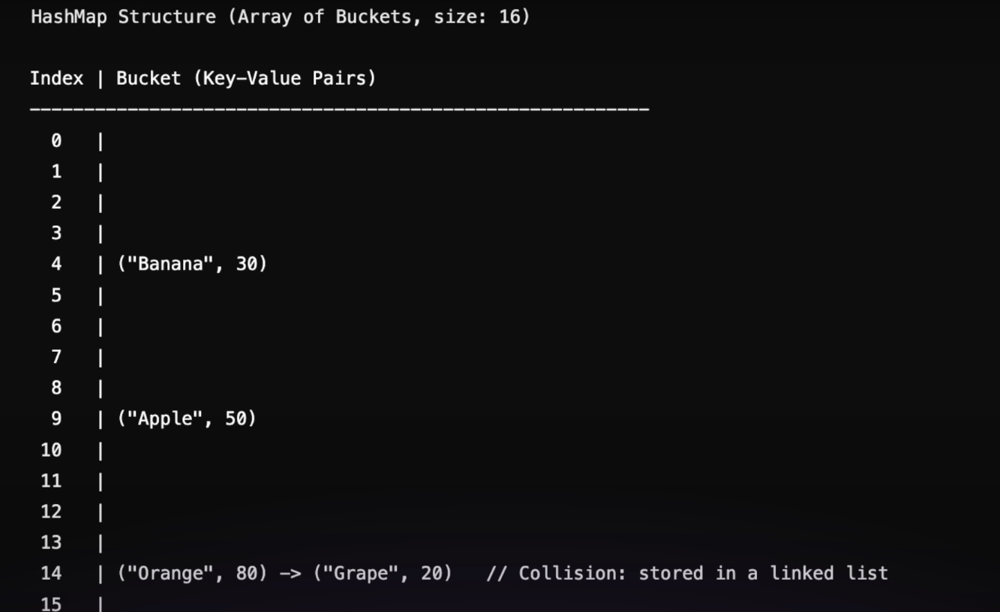 HashMap Structure (Array of Buckets, size: 16)
Index | Bucket (Key-Value Pairs)
---------------------------------------------------------
0 |
1 |
2 |
3 |
4 | ("Banana", 30)
5 |
6 |
7 |
8 |
9 | ("Apple", 50)
10 |
11 |
12 |
13 |
14 | ("Orange", 80) -> ("Grape", 20) // Collision: stored in a linked list
15 |